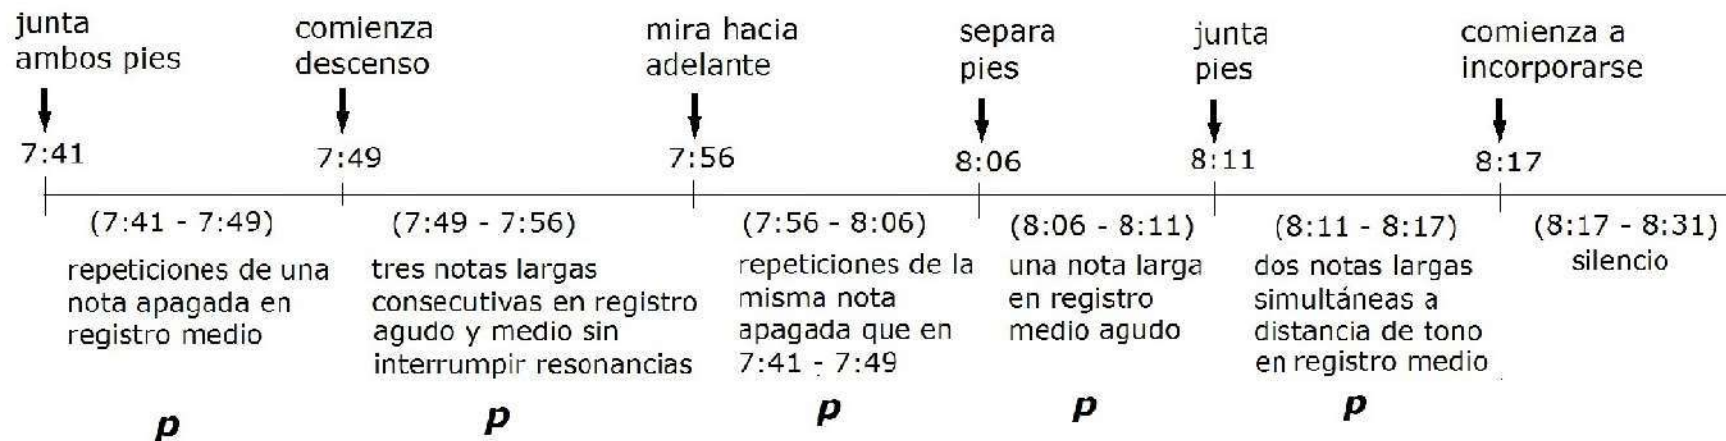 junta
ambos pies
comienza
descenso
mira hacia
adelante
separa
pies
junta
pies
comienza a
incorporarse
7:41
7:49
7:56
8:06
8:11
8:17
(7:41 - 7:49)
repeticiones de una
nota apagada en
registro medio
p
(7:49 - 7:56)
tres notas largas
consecutivas en registro
agudo y medio sin
interrumpir resonancias
p
(7:56 - 8:06)
repeticiones de la
misma nota
apagada que en
7:41 - 7:49
p
(8:06 - 8:11)
una nota larga
en registro
medio agudo
p
(8:11 - 8:17)
dos notas largas
simultáneas a
distancia de tono
en registro medio
p
(8:17 - 8:31)
silencio